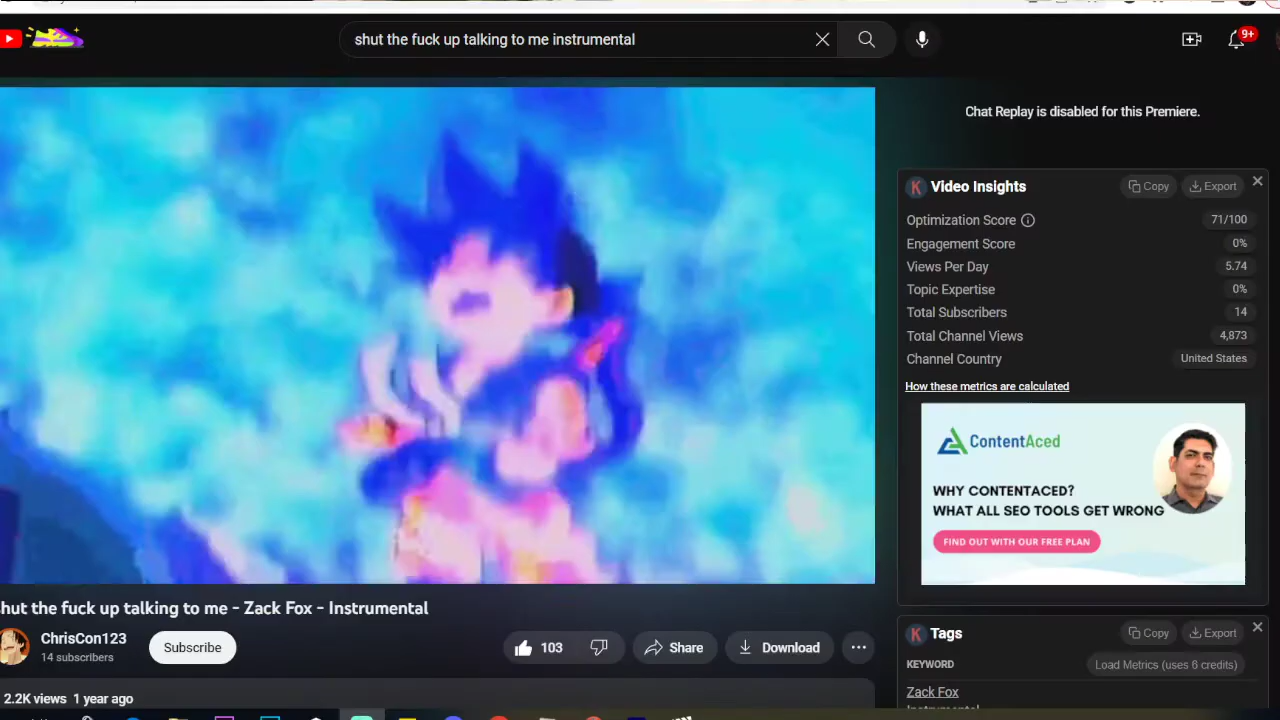 shut the fuck up talking to me instrumental
9+
Chat Replay is disabled for this Premiere.
K Video Insights
Copy
Export
Optimization Score 71/100
Engagement Score 0%
Views Per Day 5.74
Topic Expertise 0%
Total Subscribers 14
Total Channel Views 4,873
Channel Country United States
How these metrics are calculated
ContentAced
WHY CONTENTACED?
WHAT ALL SEO TOOLS GET WRONG
FIND OUT WITH OUR FREE PLAN
hut the fuck up talking to me - Zack Fox - Instrumental
ChrisCon123
14 subscribers
Subscribe
103
Share
Download
2.2K views 1 year ago
K Tags
Copy
Export
KEYWORD
Load Metrics (uses 6 credits)
Zack Fox
Instrumental